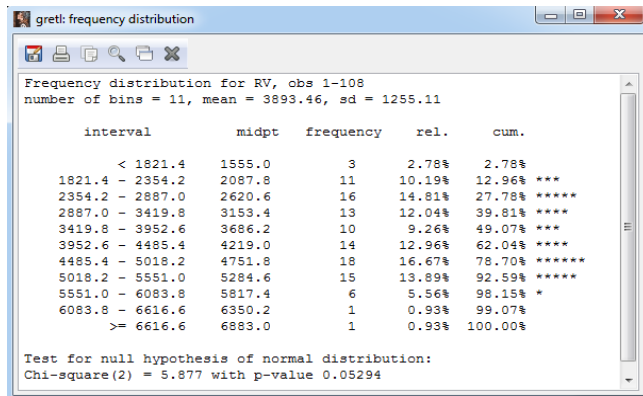 gretl: frequency distribution
Frequency distribution for RV, obs 1-108
number of bins = 11, mean = 3893.46, sd = 1255.11
interval midpt frequency rel. cum.
< 1821.4 1555.0 3 2.78% 2.78%
1821.4 - 2354.2 2087.8 11 10.19% 12.96% ***
2354.2 - 2887.0 2620.6 16 14.81% 27.78% *****
2887.0 - 3419.8 3153.4 13 12.04% 39.81% ****
3419.8 - 3952.6 3686.2 10 9.26% 49.07% ***
3952.6 - 4485.4 4219.0 14 12.96% 62.04% ****
4485.4 - 5018.2 4751.8 18 16.67% 78.70% ******
5018.2 - 5551.0 5284.6 15 13.89% 92.59% *****
5551.0 - 6083.8 5817.4 6 5.56% 98.15% *
6083.8 - 6616.6 6350.2 1 0.93% 99.07%
>= 6616.6 6883.0 1 0.93% 100.00%
Test for null hypothesis of normal distribution:
Chi-square(2) = 5.877 with p-value 0.05294